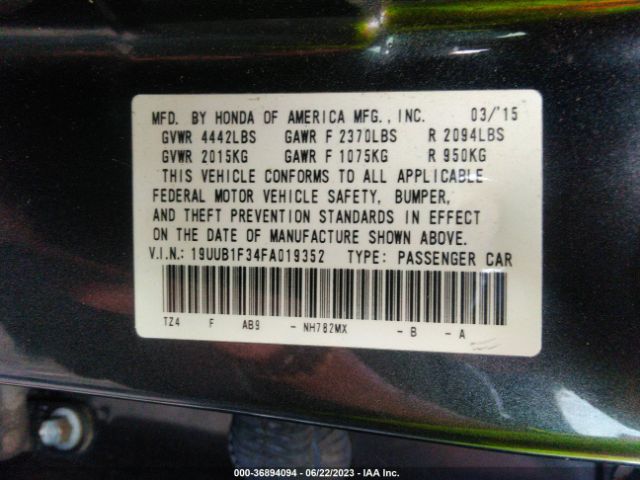 MFD. BY HONDA OF AMERICA MFG., INC. 03/'15
GVWR 4442LBS GAWR F 2370LBS R 2094LBS
GVWR 2015KG GAWR F 1075KG R 950KG
THIS VEHICLE CONFORMS TO ALL APPLICABLE
FEDERAL MOTOR VEHICLE SAFETY, BUMPER,
AND THEFT PREVENTION STANDARDS IN EFFECT
ON THE DATE OF MANUFACTURE SHOWN ABOVE.
V.I.N.: 19UUB1F34FA019352 TYPE: PASSENGER CAR
TZ4 F AB9 - NH782MX - B - A
000-36894094 - 06/22/2023 - IAA Inc.